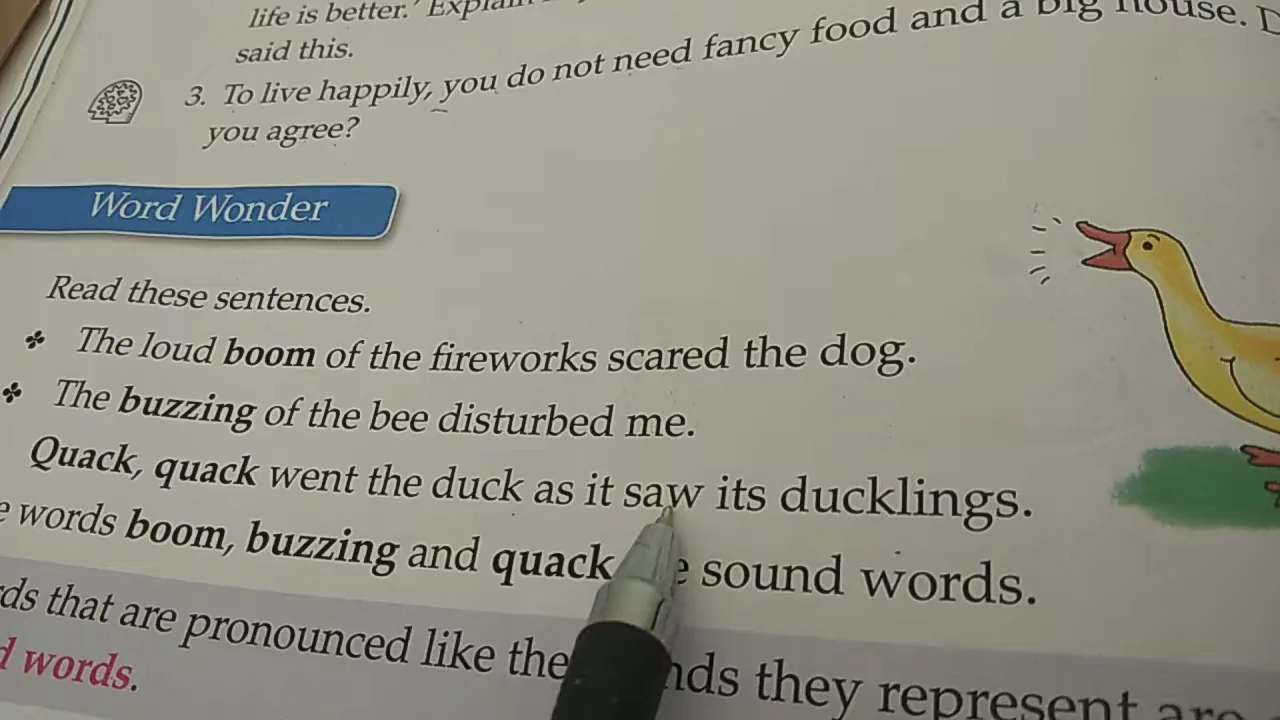 life is better.' Explain
said this.
3. To live happily, you do not need fancy food and a big house.
you agree?
Word Wonder
Read these sentences.
The loud boom of the fireworks scared the dog.
The buzzing of the bee disturbed me.
Quack, quack went the duck as it saw its ducklings.
words boom, buzzing and quack sound words.
that are pronounced like the they represent are
words.